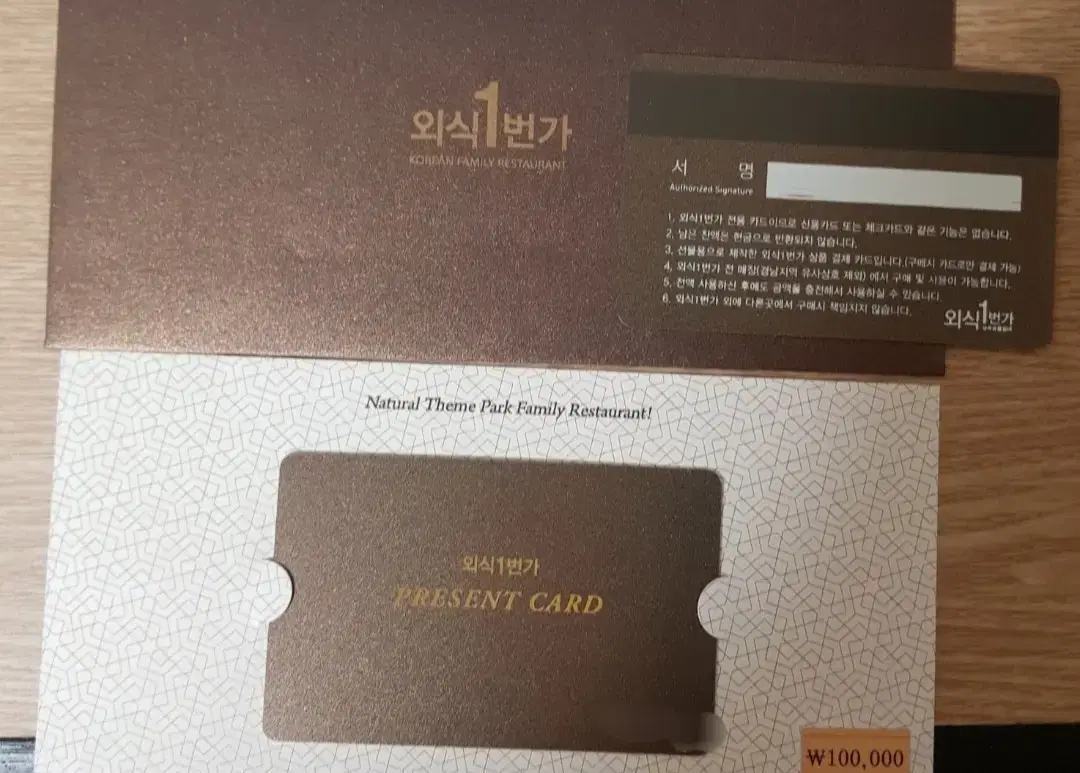 외식1번가
KOREAN FAMILY RESTAURANT
서 명
Authorized Signature
1. 외식1번가 전용 카드이므로 신용카드 또는 체크카드와 같은 기능은 없습니다.
2. 남은 잔액은 현금으로 반환되지 않습니다.
3. 선물용으로 제작한 외식1번가 상품 결제 카드입니다.(구매시 카드로만 결제 가능)
4. 외식1번가 전 매장(경남지역 유사상호 제외) 에서 구매 및 사용이 가능합니다.
5. 잔액 사용하신 후에도 금액을 충전해서 사용하실 수 있습니다.
6. 외식1번가 외에 다른곳에서 구매시 책임지지 않습니다.
외식1번가
Natural Theme Park Family Restaurant!
외식1번가
PRESENT CARD
₩100,000